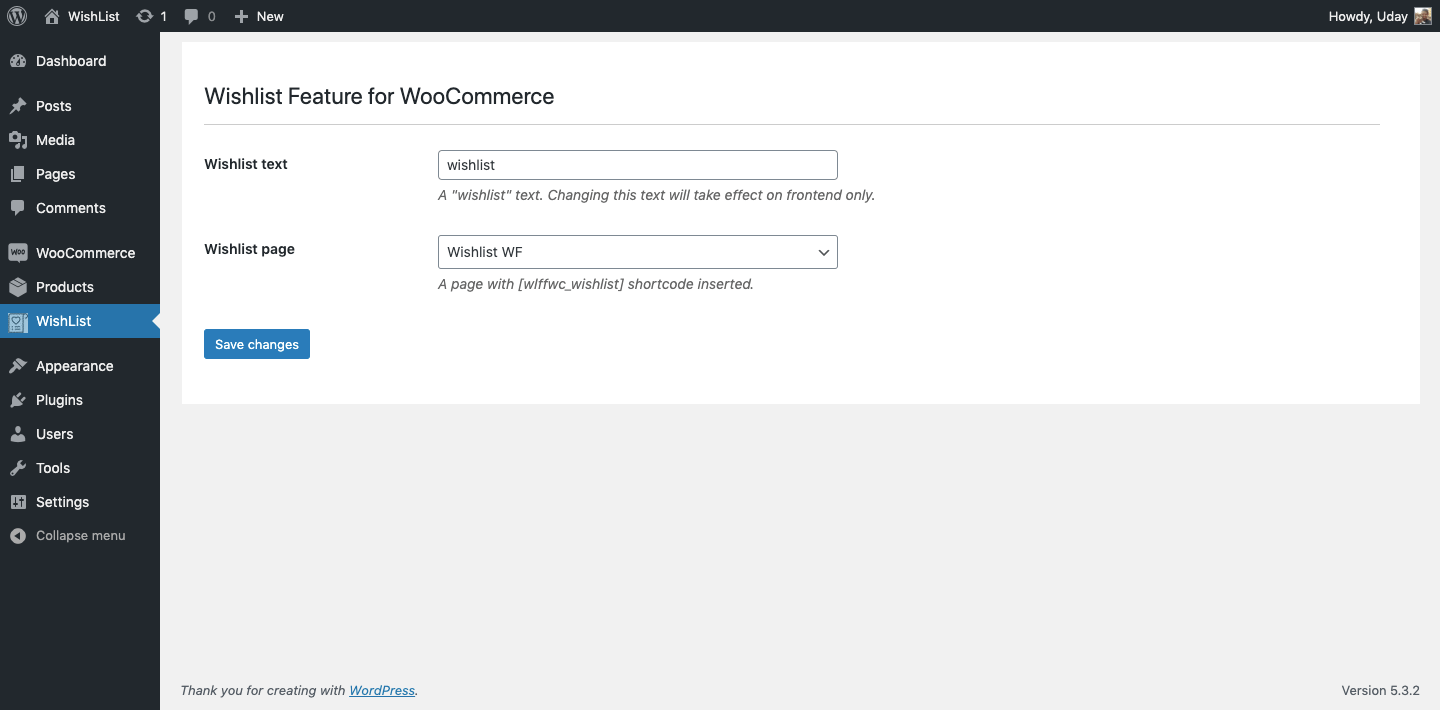 WishList 1 0 New Howdy, Uday
Dashboard
Posts
Media
Pages
Comments
WOO WooCommerce
Products
WishList
Appearance
Plugins
Users
Tools
Settings
Collapse menu
Wishlist Feature for WooCommerce
Wishlist text wishlist
A "wishlist" text. Changing this text will take effect on frontend only.
Wishlist page Wishlist WF
A page with [wlffwc_wishlist] shortcode inserted.
Save changes
Thank you for creating with WordPress. Version 5.3.2